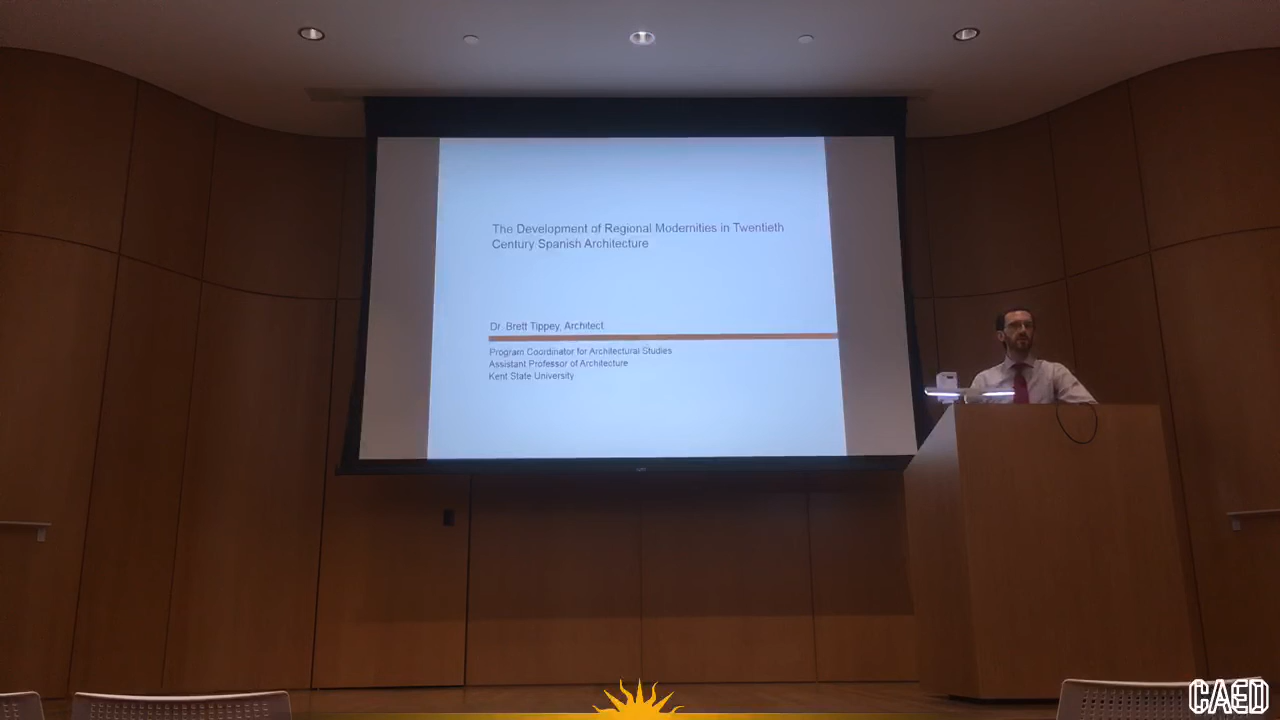 The Development of Regional Modernities in Twentieth
Century Spanish Architecture
Dr. Brett Tippey, Architect
Program Coordinator for Architectural Studies
Assistant Professor of Architecture
Kent State University
CAED